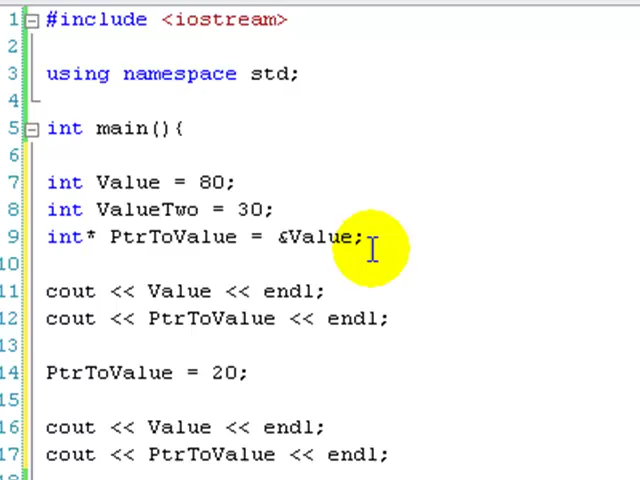 1 #include <iostream>
2
3 using namespace std;
4
5 int main(){
6
7 int Value = 80;
8 int ValueTwo = 30;
9 int* PtrToValue = &Value;
10
11 cout << Value << endl;
12 cout << PtrToValue << endl;
13
14 PtrToValue = 20;
15
16 cout << Value << endl;
17 cout << PtrToValue << endl;